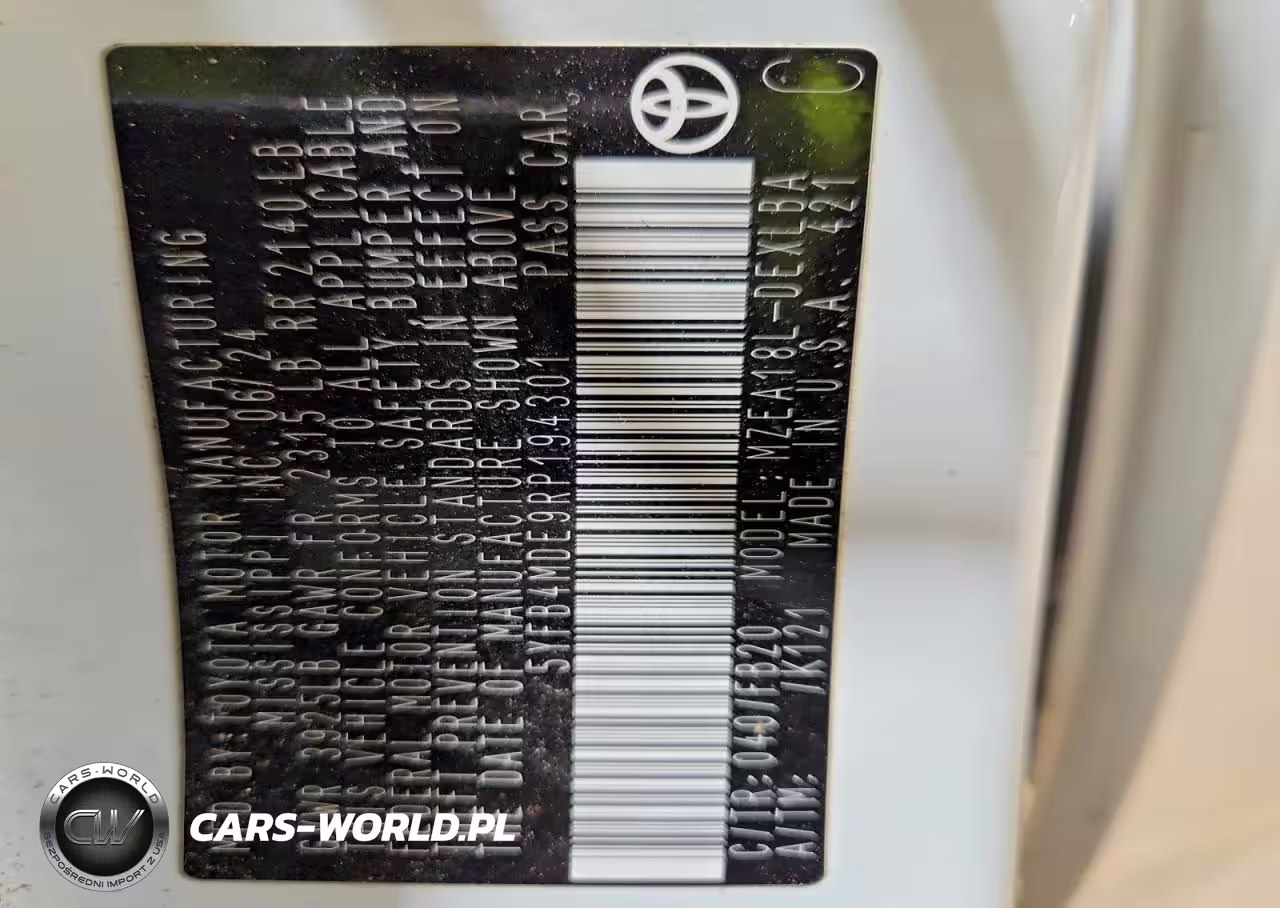 MFD. BY: TOYOTA MOTOR MANUFACTURING
MISSISSIPPI INC. 06/24
GVWR 3925LB GAWR FR 2315 LB RR 2140LB
THIS VEHICLE CONFORMS TO ALL APPLICABLE
FEDERAL MOTOR VEHICLE SAFETY BUMPER AND
THEFT PREVENTION STANDARDS IN EFFECT ON
THE DATE OF MANUFACTURE SHOWN ABOVE.
5YFB4MDE9RP194301 PASS. CAR
C/TR: 040/FB20 MODEL: MZEA18L-DEXLBA
A/TM: /K121 MADE IN U.S.A. 421
C
CARS-WORLD
CW
BEZPOŚREDNI IMPORT Z USA
CARS-WORLD.PL